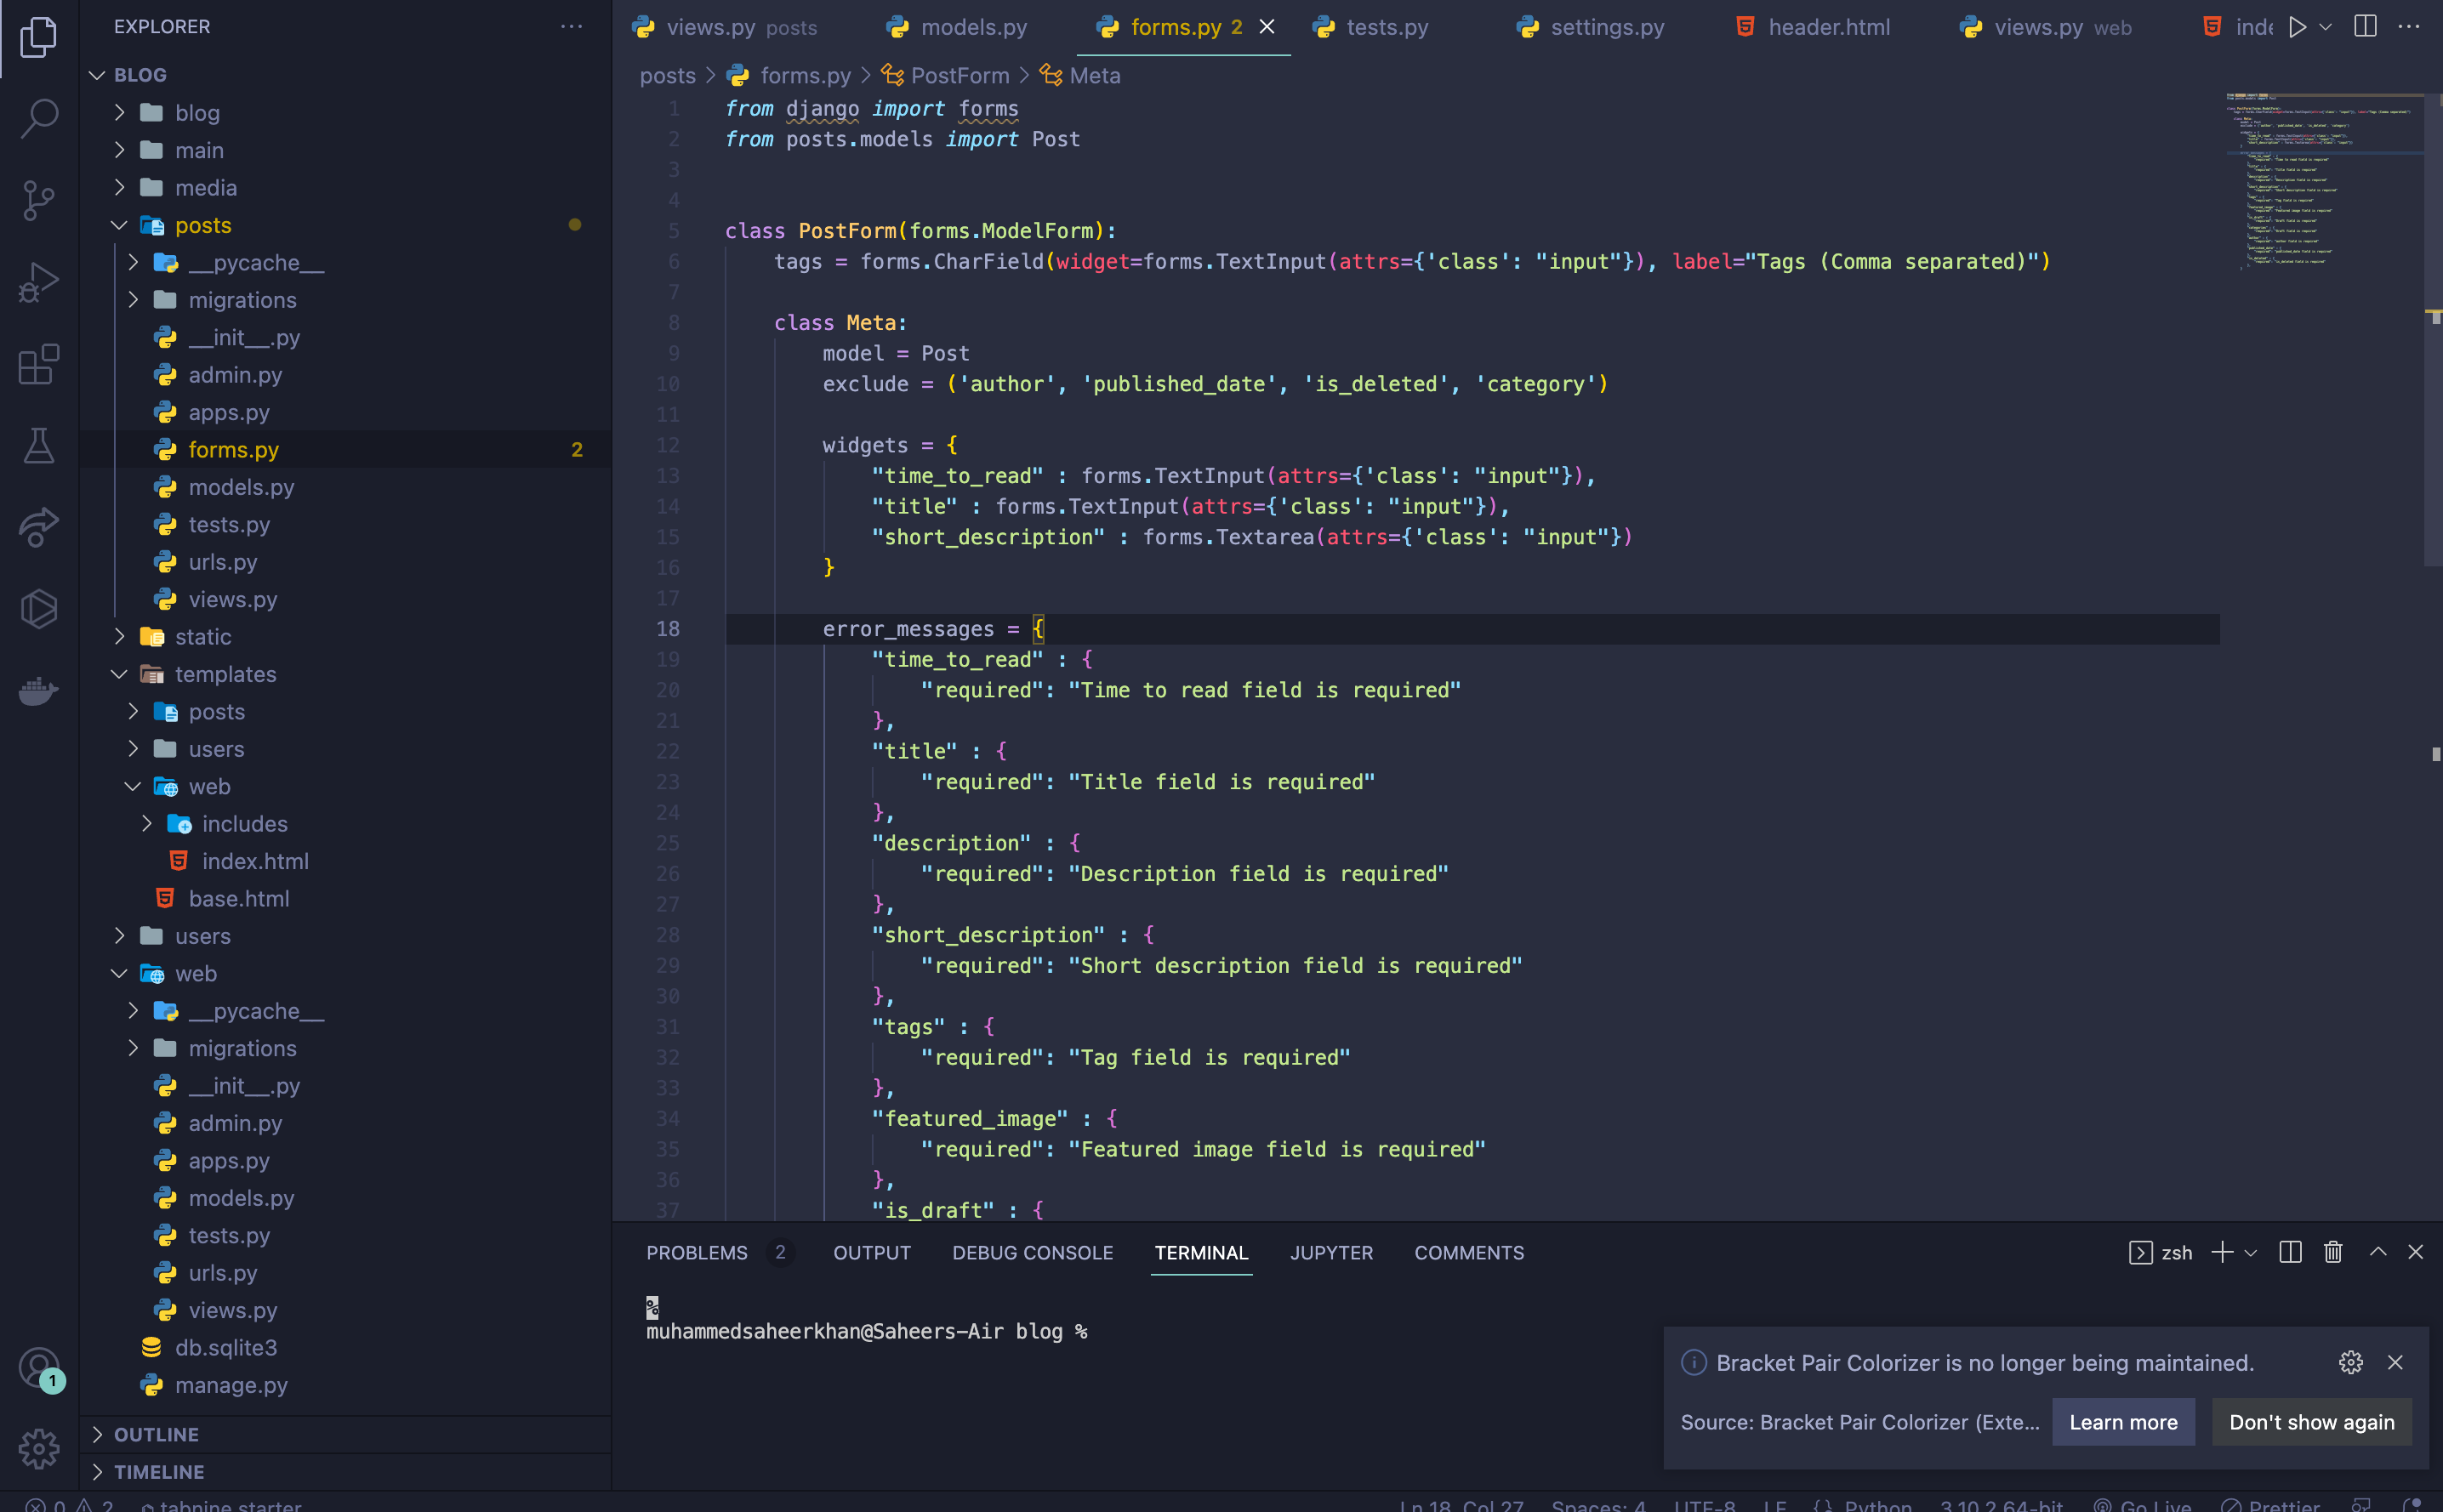 EXPLORER
BLOG
blog
main
media
posts
__pycache__
migrations
__init__.py
admin.py
apps.py
forms.py 2
models.py
tests.py
urls.py
views.py
static
templates
posts
users
web
includes
index.html
base.html
users
web
__pycache__
migrations
__init__.py
admin.py
apps.py
models.py
tests.py
urls.py
views.py
db.sqlite3
manage.py
OUTLINE
TIMELINE
1
views.py posts models.py forms.py 2 tests.py settings.py header.html views.py web inde
posts > forms.py > PostForm > Meta
1 from django import forms
2 from posts.models import Post
3
4
5 class PostForm(forms.ModelForm):
6 tags = forms.CharField(widget=forms.TextInput(attrs={'class': "input"}), label="Tags (Comma separated)")
7
8 class Meta:
9 model = Post
10 exclude = ('author', 'published_date', 'is_deleted', 'category')
11
12 widgets = {
13 "time_to_read" : forms.TextInput(attrs={'class': "input"}),
14 "title" : forms.TextInput(attrs={'class': "input"}),
15 "short_description" : forms.Textarea(attrs={'class': "input"})
16 }
17
18 error_messages = {
19 "time_to_read" : {
20 "required": "Time to read field is required"
21 },
22 "title" : {
23 "required": "Title field is required"
24 },
25 "description" : {
26 "required": "Description field is required"
27 },
28 "short_description" : {
29 "required": "Short description field is required"
30 },
31 "tags" : {
32 "required": "Tag field is required"
33 },
34 "featured_image" : {
35 "required": "Featured image field is required"
36 },
37 "is_draft" : {
PROBLEMS 2 OUTPUT DEBUG CONSOLE TERMINAL JUPYTER COMMENTS
zsh
%
muhammedsaheerkhan@Saheers-Air blog %
Bracket Pair Colorizer is no longer being maintained.
Source: Bracket Pair Colorizer (Exte... Learn more Don't show again
0 2 tabnine starter Ln 18, Col 27 Spaces: 4 UTF-8 LF {} Python 3.10.2 64-bit Go Live Prettier